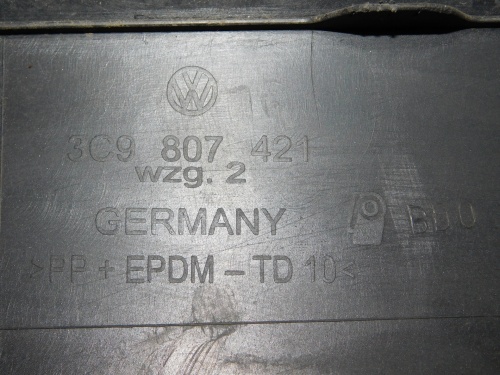 3C9 807 421
wzg. 2
GERMANY
>PP + EPDM – TD 10<